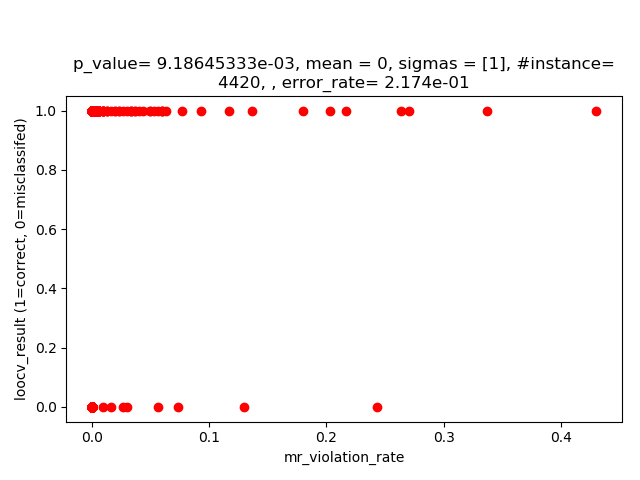 p_value= 9.18645333e-03, mean = 0, sigmas = [1], #instance=
4420, , error_rate= 2.174e-01
1.0
0.8
0.6
0.4
0.2
0.0
loocv_result (1=correct, 0=misclassifed)
0.0 0.1 0.2 0.3 0.4
mr_violation_rate